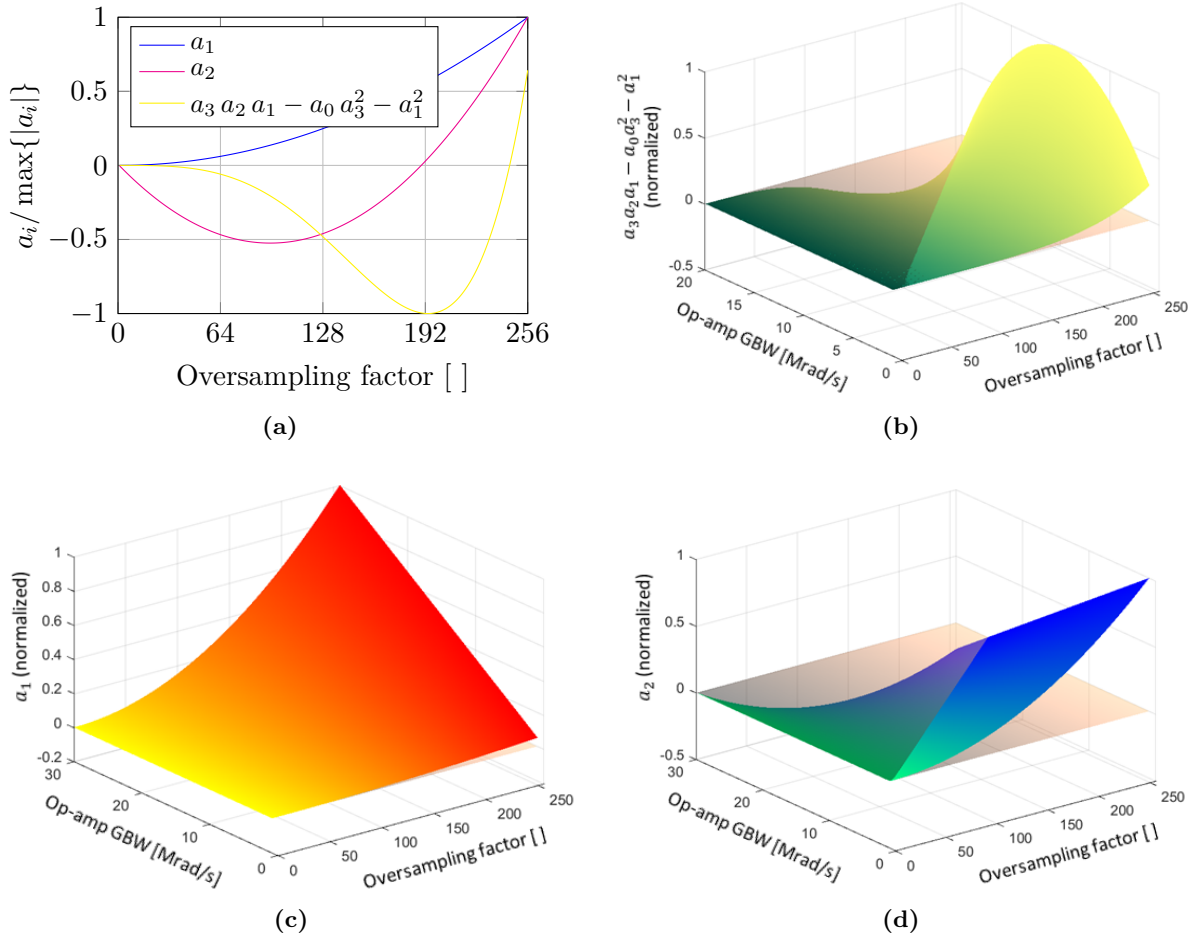 1
0.5
0
−0.5
−1
a_i / max{|a_i|}
a_1
a_2
a_3 a_2 a_1 − a_0 a_3^2 − a_1^2
0 64 128 192 256
Oversampling factor [ ]
(a)
1
0.5
0
-0.5
a_3 a_2 a_1 − a_0 a_3^2 − a_1^2
(normalized)
20
15
10
5
0
Op-amp GBW [Mrad/s]
0
50
100
150
200
250
Oversampling factor [ ]
(b)
1
0.8
0.6
0.4
0.2
0
-0.2
a_1 (normalized)
30
20
10
0
Op-amp GBW [Mrad/s]
0
50
100
150
200
250
Oversampling factor [ ]
(c)
1
0.5
0
-0.5
a_2 (normalized)
30
20
10
0
Op-amp GBW [Mrad/s]
0
50
100
150
200
250
Oversampling factor [ ]
(d)